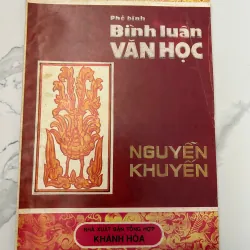 Phê bình
Bình luận
VĂN HỌC
NGUYỄN
KHUYẾN
NHÀ XUẤT BẢN TỔNG HỢP
KHÁNH HÒA